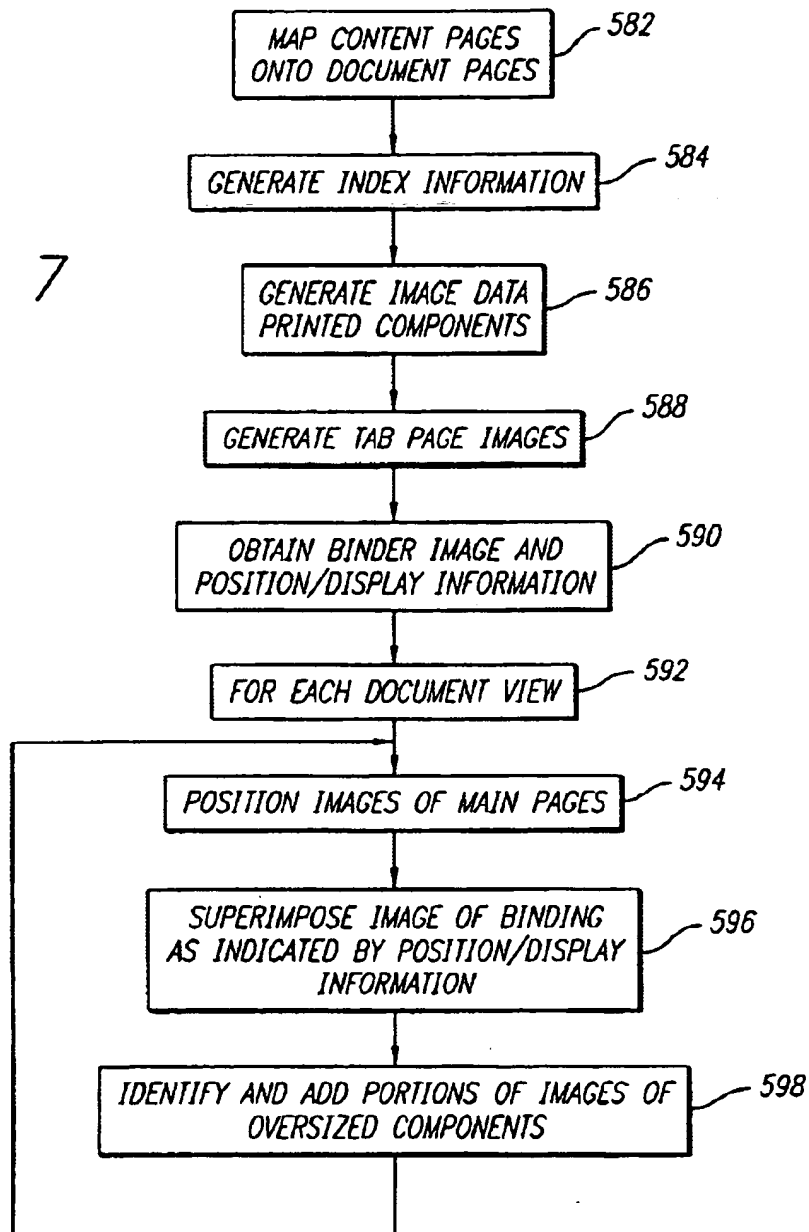 MAP CONTENT PAGES
ONTO DOCUMENT PAGES
582
GENERATE INDEX INFORMATION
584
7
GENERATE IMAGE DATA
PRINTED COMPONENTS
586
GENERATE TAB PAGE IMAGES
588
OBTAIN BINDER IMAGE AND
POSITION/DISPLAY INFORMATION
590
FOR EACH DOCUMENT VIEW
592
POSITION IMAGES OF MAIN PAGES
594
SUPERIMPOSE IMAGE OF BINDING
AS INDICATED BY POSITION/DISPLAY
INFORMATION
596
IDENTIFY AND ADD PORTIONS OF IMAGES OF
OVERSIZED COMPONENTS
598